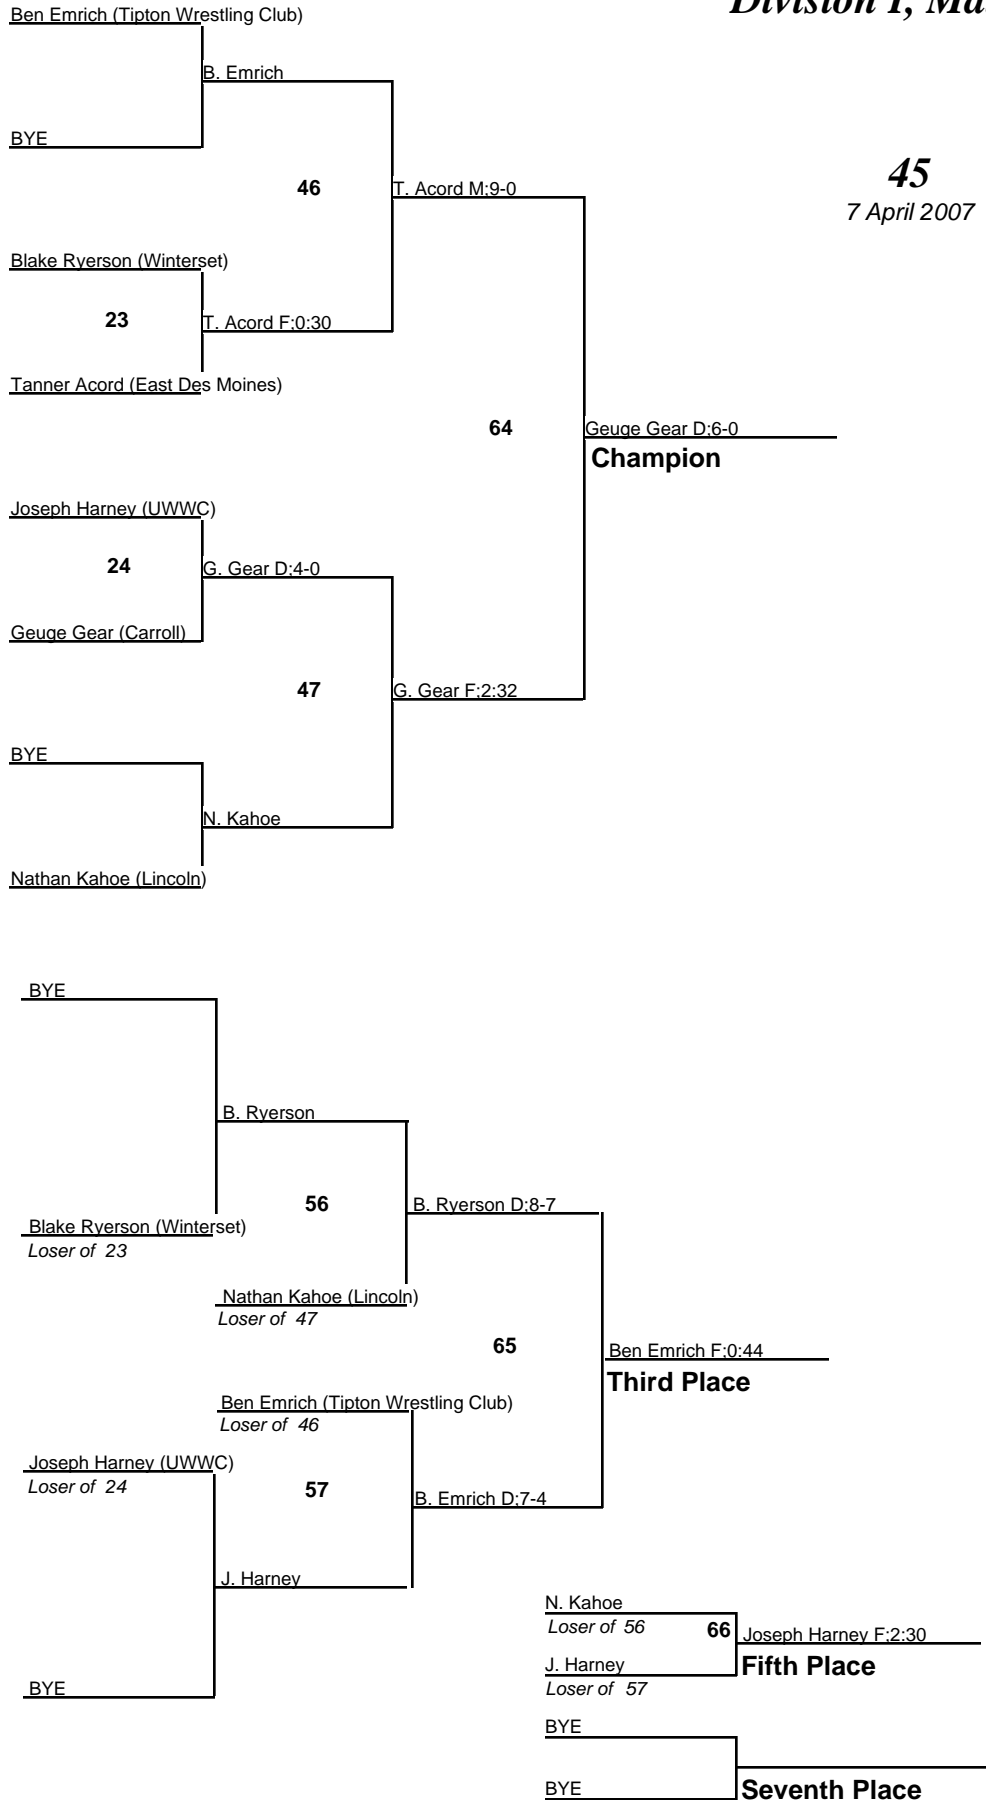 Division I, Ma
Ben Emrich (Tipton Wrestling Club)
B. Emrich
BYE
46
T. Acord M;9-0
45
7 April 2007
Blake Ryerson (Winterset)
23
T. Acord F;0:30
Tanner Acord (East Des Moines)
64
Geuge Gear D;6-0
Champion
Joseph Harney (UWWC)
24
G. Gear D;4-0
Geuge Gear (Carroll)
47
G. Gear F;2:32
BYE
N. Kahoe
Nathan Kahoe (Lincoln)
BYE
B. Ryerson
56
B. Ryerson D;8-7
Blake Ryerson (Winterset)
Loser of 23
Nathan Kahoe (Lincoln)
Loser of 47
65
Ben Emrich F;0:44
Third Place
Ben Emrich (Tipton Wrestling Club)
Loser of 46
Joseph Harney (UWWC)
Loser of 24
57
B. Emrich D;7-4
J. Harney
BYE
N. Kahoe
Loser of 56
66
Joseph Harney F;2:30
Fifth Place
J. Harney
Loser of 57
BYE
BYE
Seventh Place